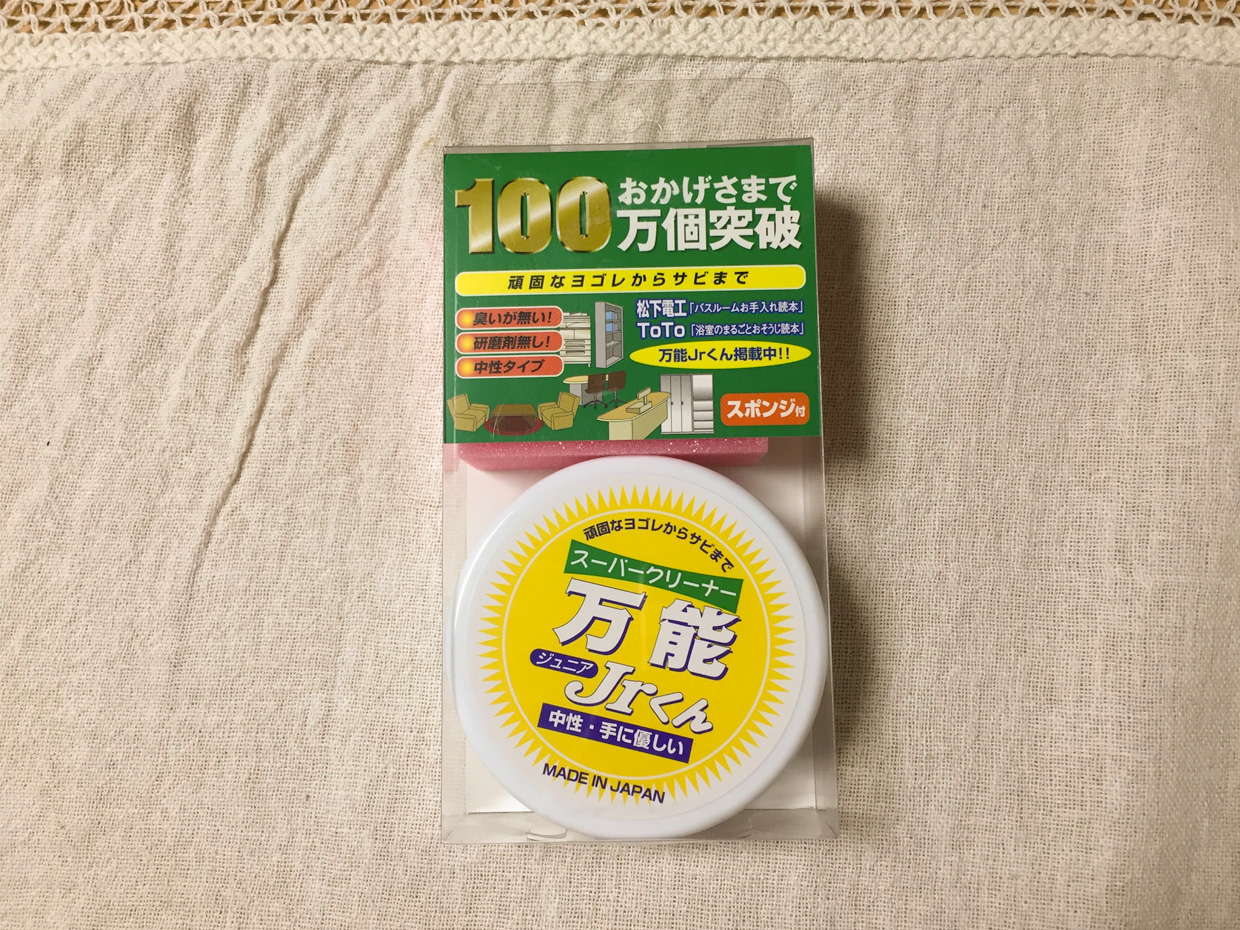 100 おかげさまで
万個突破
頑固なヨゴレからサビまで
臭いが無い!
研磨剤無し!
中性タイプ
松下電工「バスルームお手入れ読本」
TOTO「浴室のまるごとおそうじ読本」
万能Jrくん掲載中!!
スポンジ付
頑固なヨゴレからサビまで
スーパークリーナー
万能
ジュニア
Jrくん
中性・手に優しい
MADE IN JAPAN